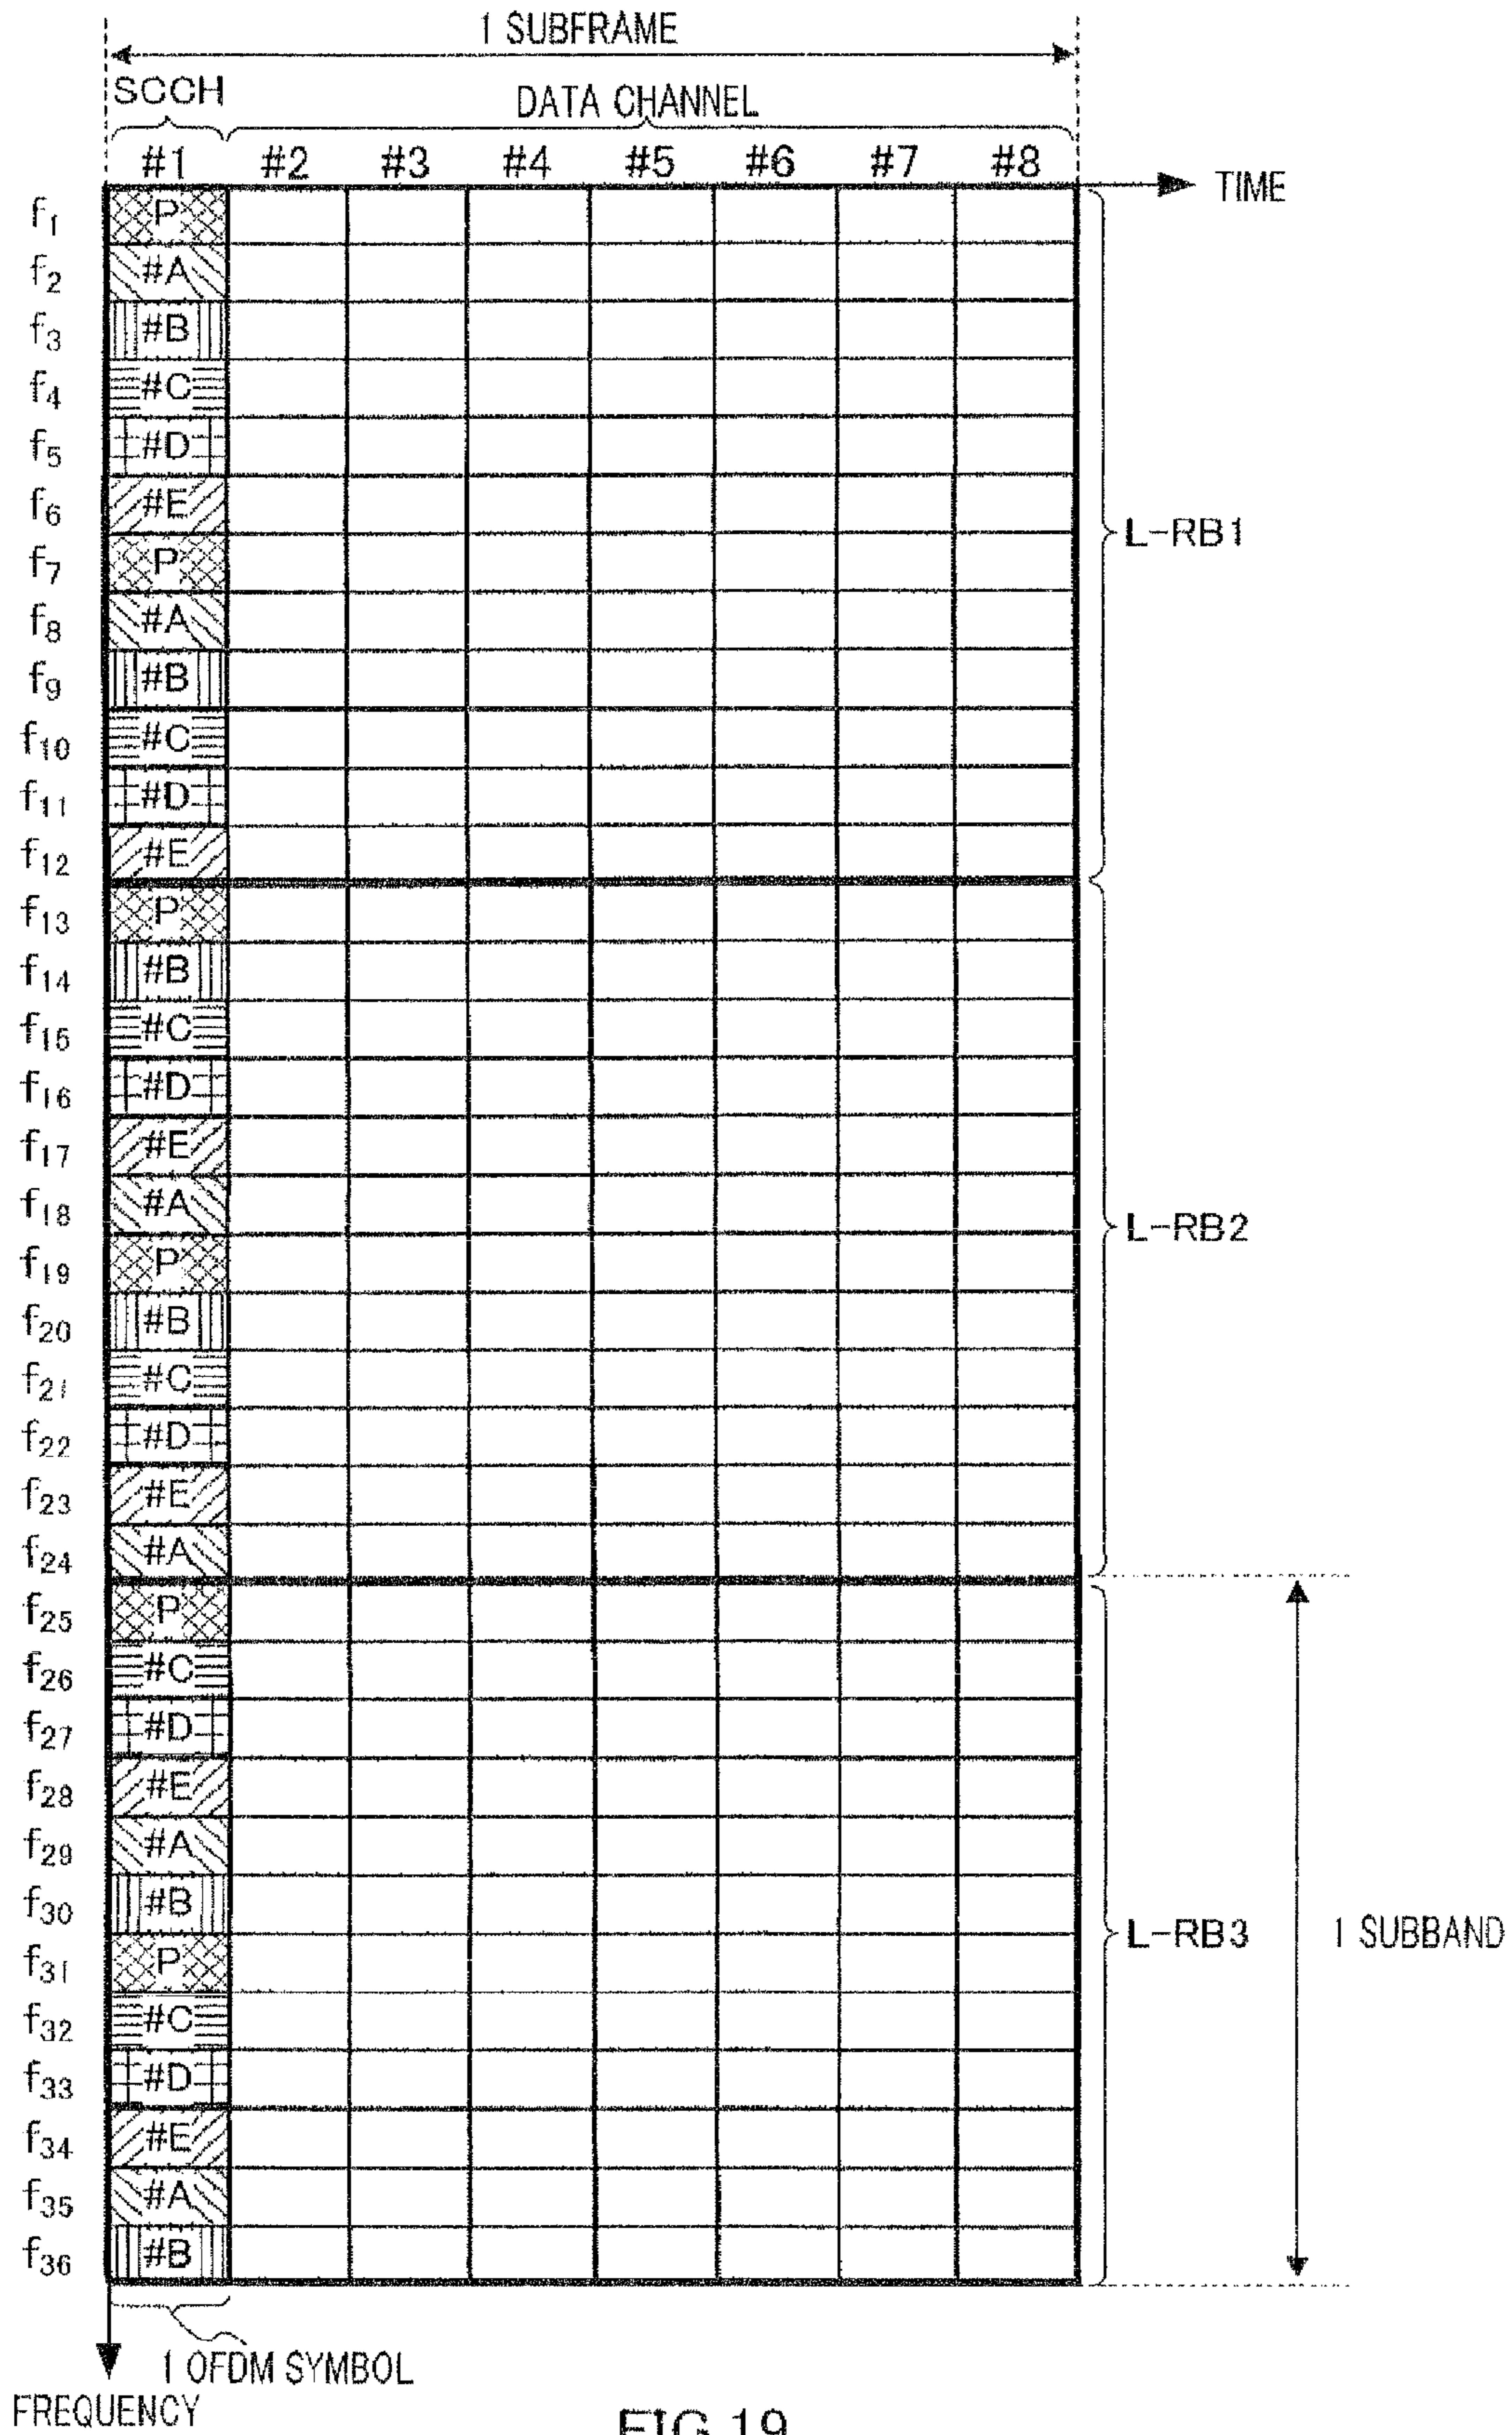 1 SUBFRAME
SCCH DATA CHANNEL
#1 #2 #3 #4 #5 #6 #7 #8
TIME
f1 P
f2 #A
f3 #B
f4 #C
f5 #D
f6 #E
f7 P
f8 #A
f9 #B
f10 #C
f11 #D
f12 #E
L-RB1
f13 P
f14 #B
f15 #C
f16 #D
f17 #E
f18 #A
f19 P
f20 #B
f21 #C
f22 #D
f23 #E
f24 #A
L-RB2
f25 P
f26 #C
f27 #D
f28 #E
f29 #A
f30 #B
f31 P
f32 #C
f33 #D
f34 #E
f35 #A
f36 #B
L-RB3 1 SUBBAND
1 OFDM SYMBOL
FREQUENCY
FIG.19